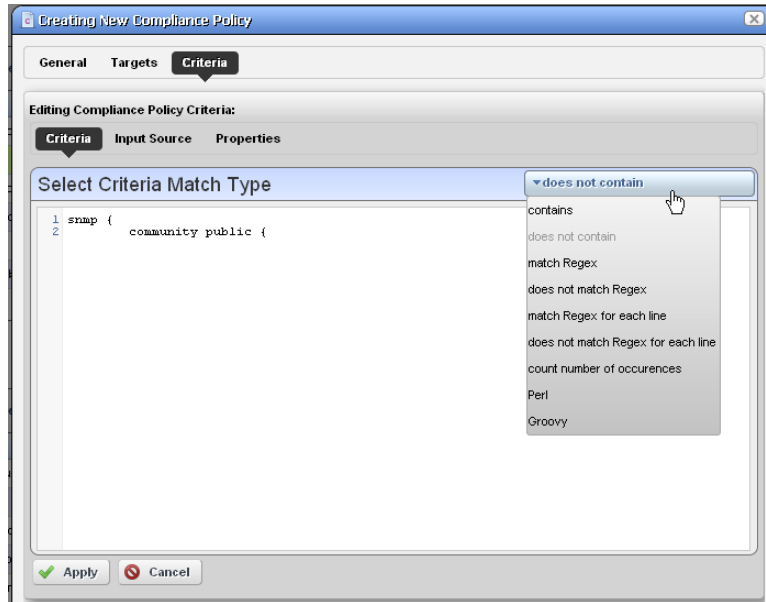 Creating New Compliance Policy
General Targets Criteria
Editing Compliance Policy Criteria:
Criteria Input Source Properties
Select Criteria Match Type
does not contain
1 snmp {
2 community public {
contains
does not contain
match Regex
does not match Regex
match Regex for each line
does not match Regex for each line
count number of occurences
Perl
Groovy
Apply Cancel